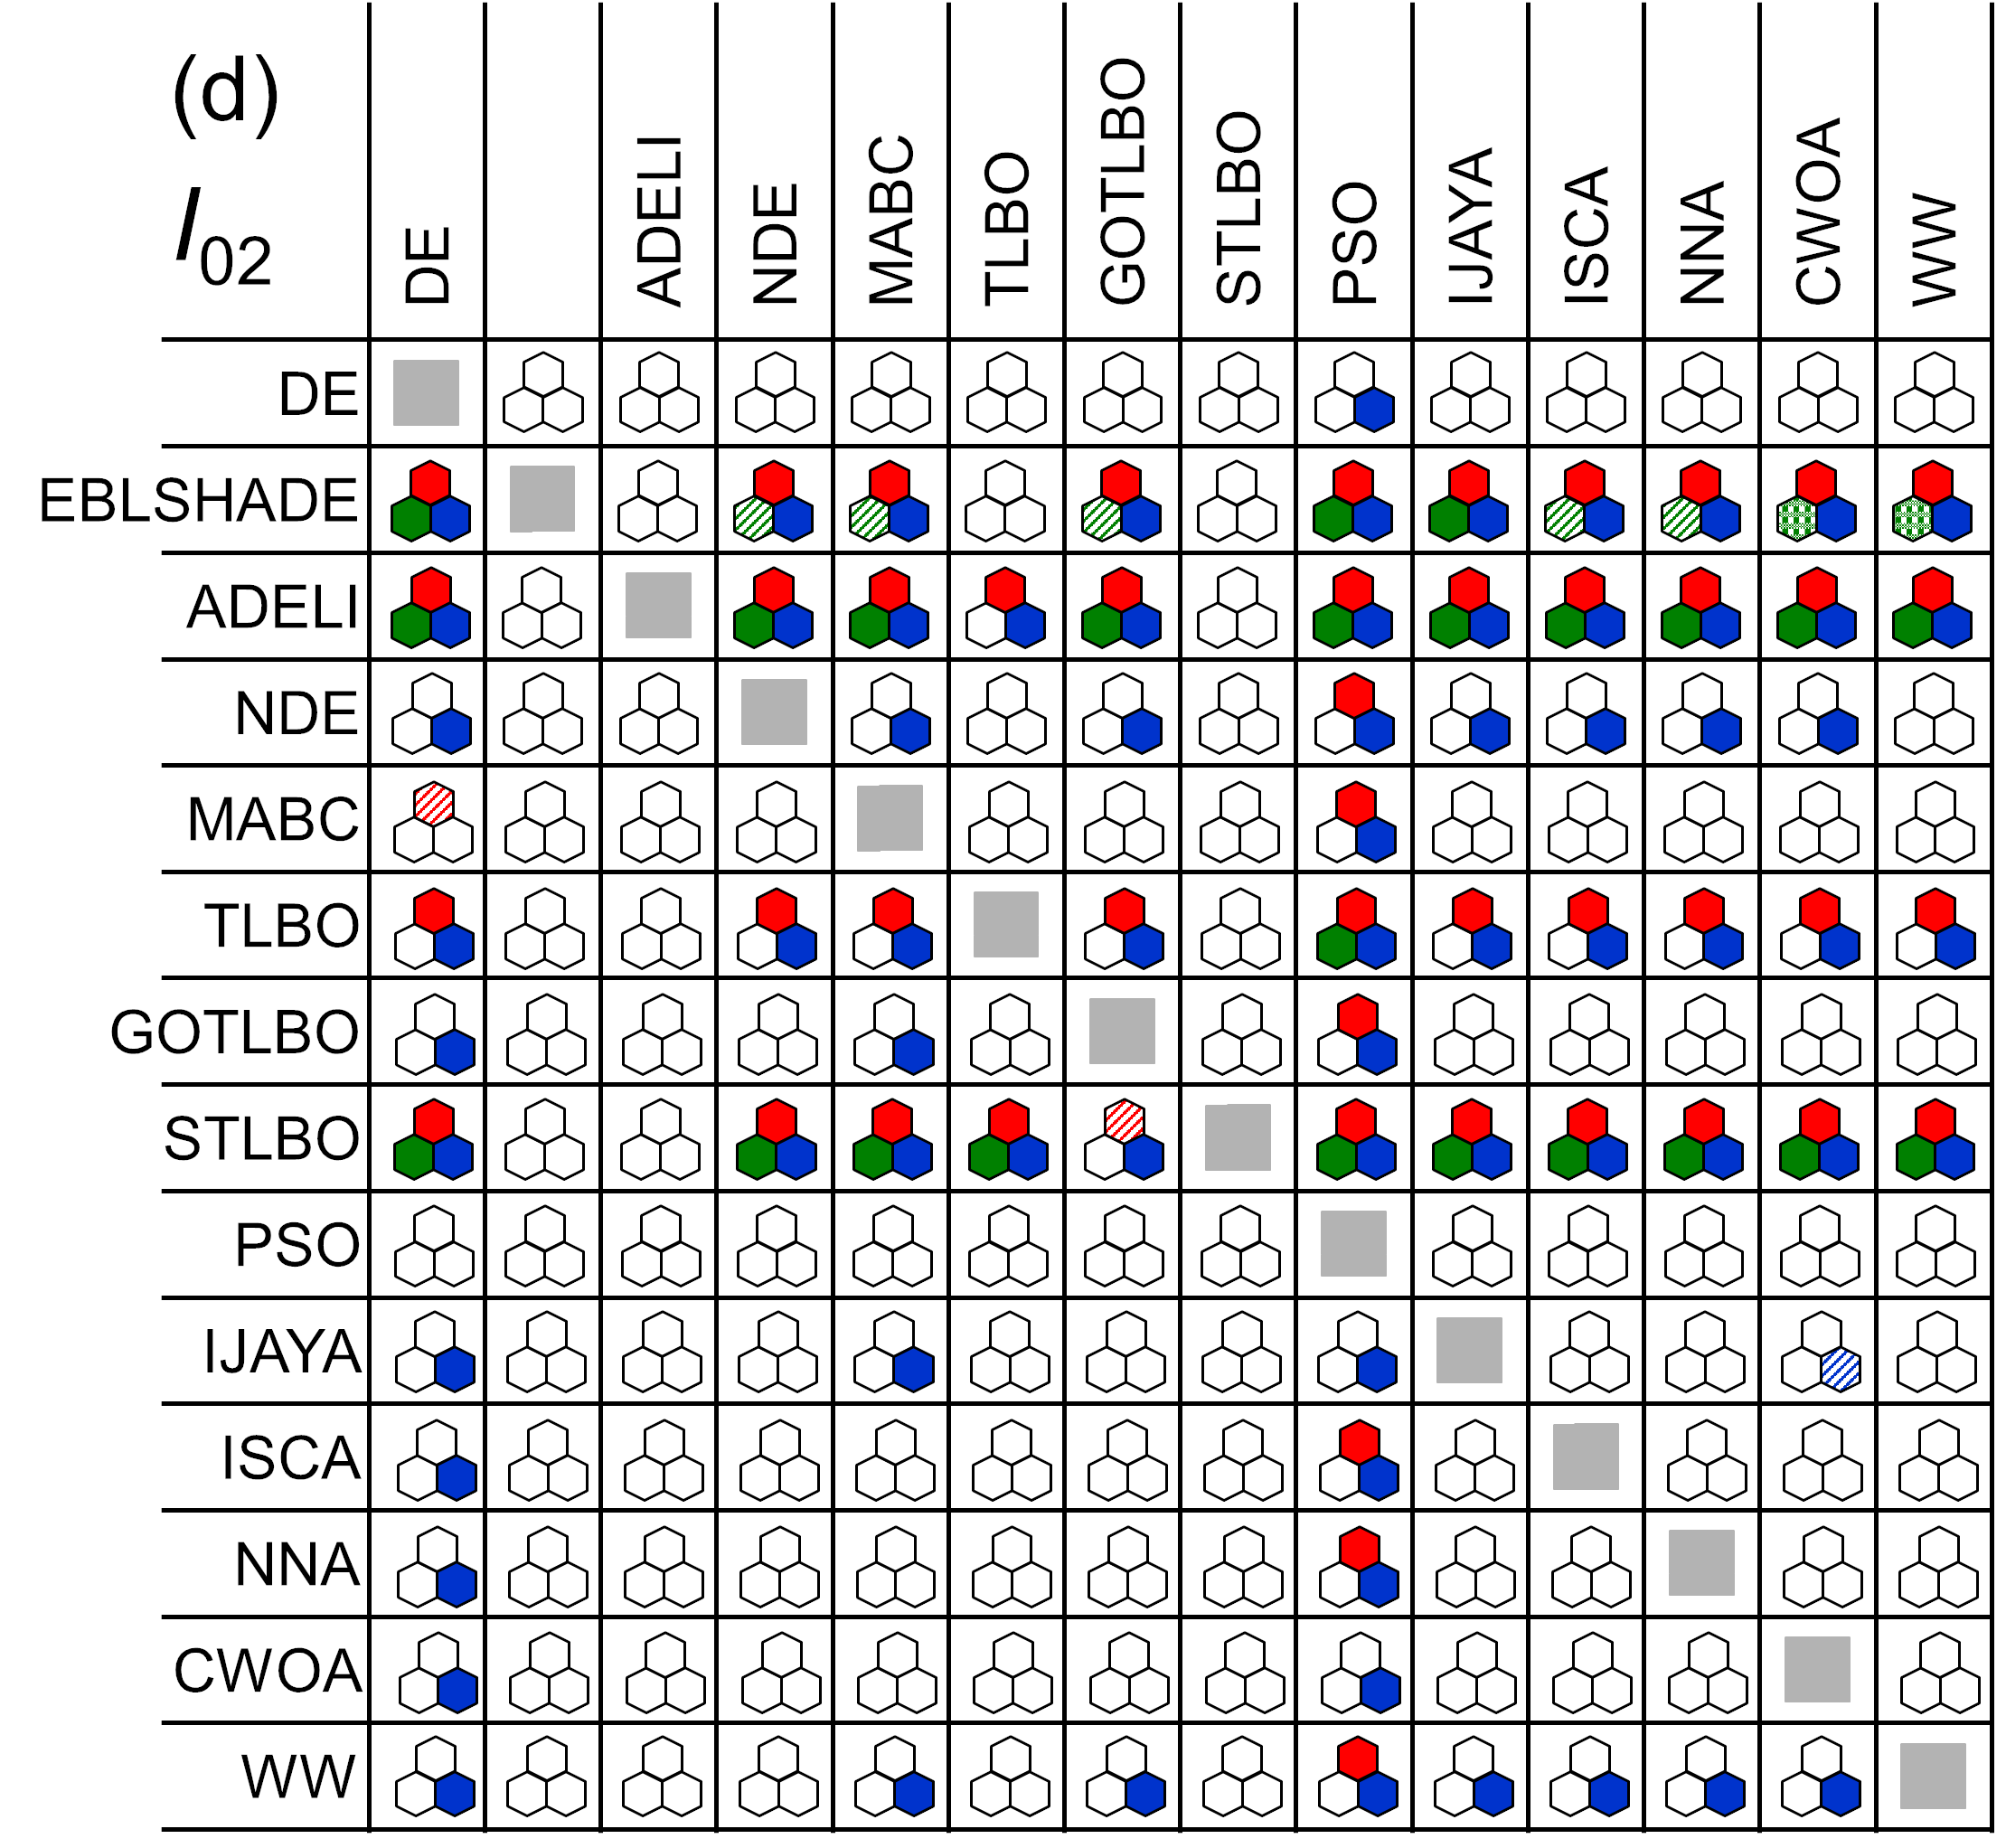 (d)
I02
DE
ADELI
NDE
MABC
TLBO
GOTLBO
STLBO
PSO
IJAYA
ISCA
NNA
CWOA
WW
DE
EBLSHADE
ADELI
NDE
MABC
TLBO
GOTLBO
STLBO
PSO
IJAYA
ISCA
NNA
CWOA
WW